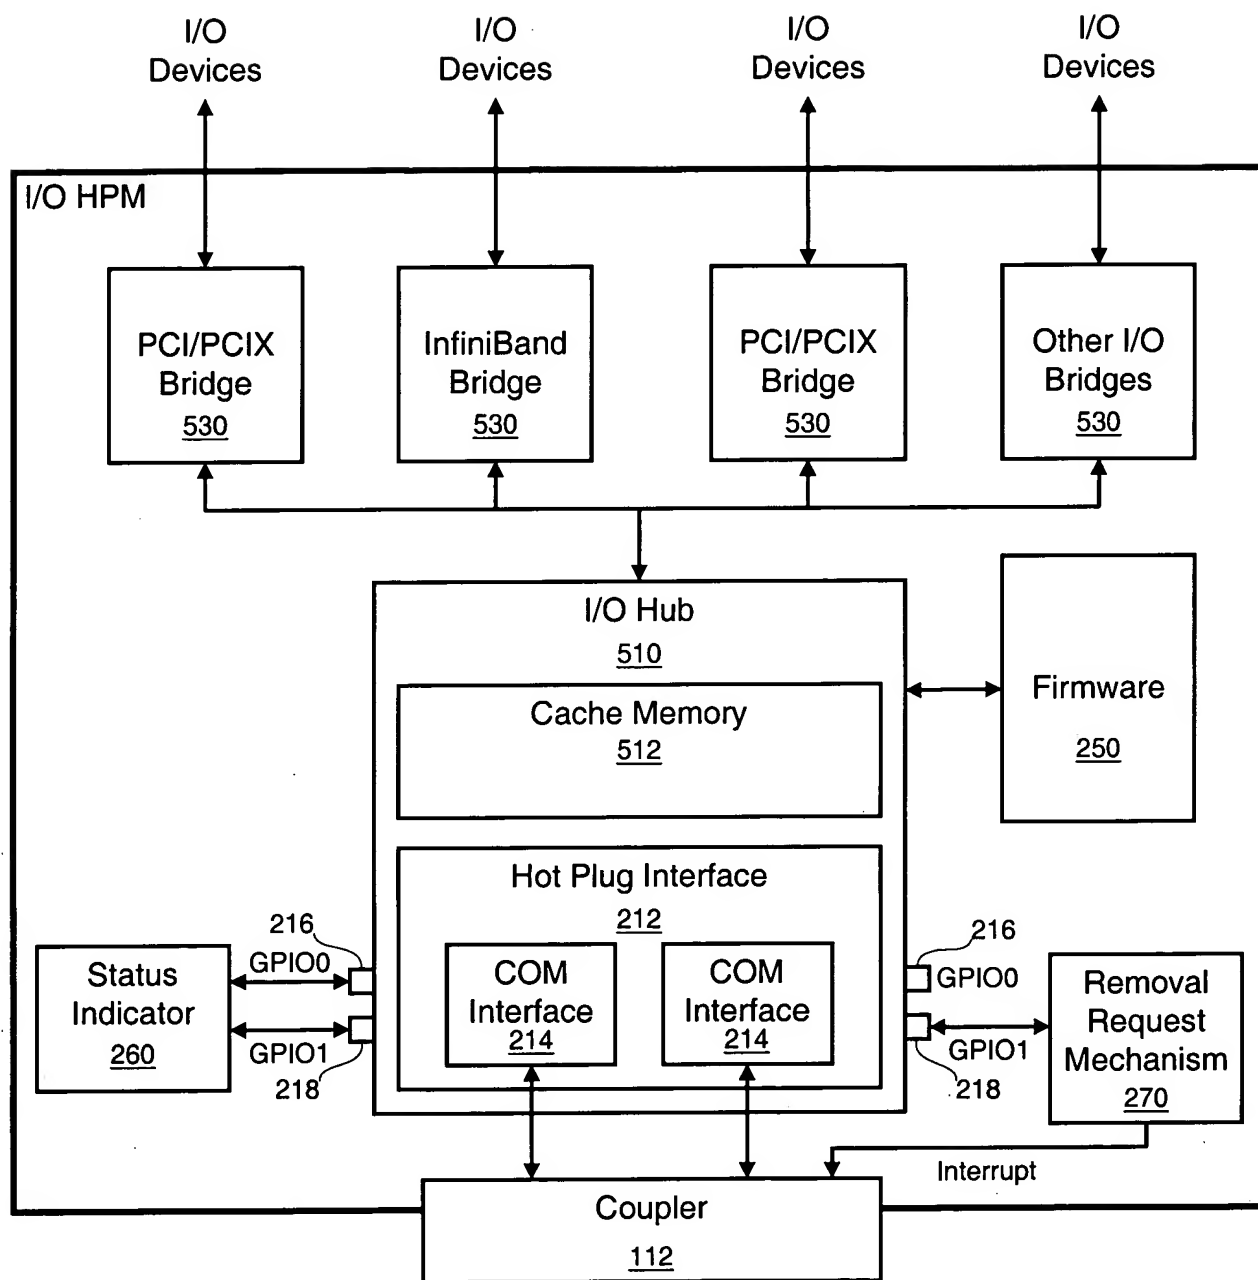 I/O
Devices
I/O
Devices
I/O
Devices
I/O
Devices
I/O HPM
PCI/PCIX
Bridge
530
InfiniBand
Bridge
530
PCI/PCIX
Bridge
530
Other I/O
Bridges
530
I/O Hub
510
Cache Memory
512
Firmware
250
Hot Plug Interface
212
COM
Interface
214
COM
Interface
214
Status
Indicator
260
216
GPIO0
GPIO1
218
216
GPIO0
GPIO1
218
Removal
Request
Mechanism
270
Interrupt
Coupler
112